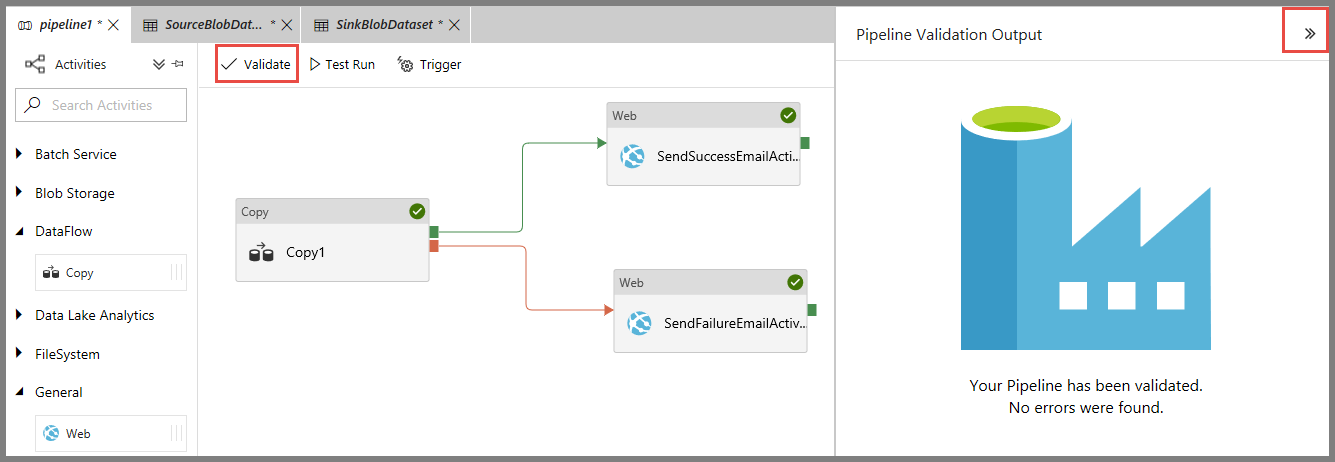 pipeline1 *
SourceBlobDat... *
SinkBlobDataset *
Activities
Search Activities
Batch Service
Blob Storage
DataFlow
Copy
Data Lake Analytics
FileSystem
General
Web
Validate
Test Run
Trigger
Copy
Copy1
Web
SendSuccessEmailActi...
Web
SendFailureEmailActiv...
Pipeline Validation Output
Your Pipeline has been validated.
No errors were found.